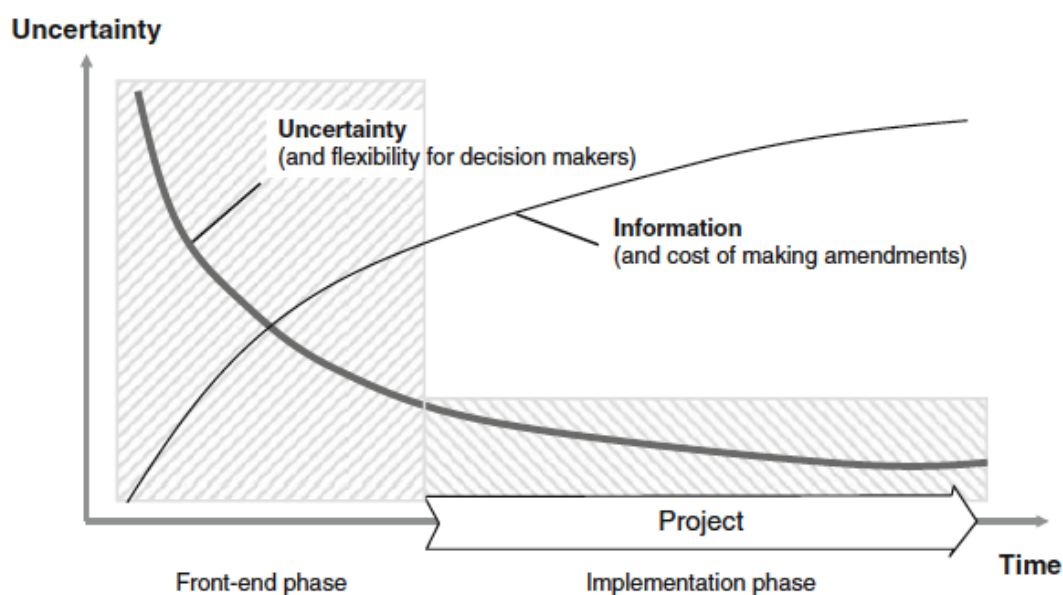 Uncertainty
Uncertainty
(and flexibility for decision makers)
Information
(and cost of making amendments)
Project
Time
Front-end phase
Implementation phase